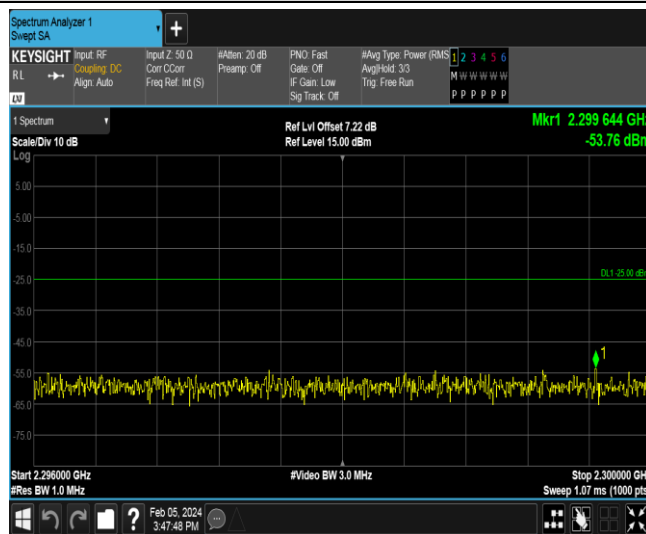 Spectrum Analyzer 1
Swept SA
+
KEYSIGHT
RL
LXI
Input: RF
Coupling: DC
Align: Auto
Input Z: 50 Ω
Corr CCorr
Freq Ref: Int (S)
#Atten: 20 dB
Preamp: Off
PNO: Fast
Gate: Off
IF Gain: Low
Sig Track: Off
#Avg Type: Power (RMS
Avg|Hold: 3/3
Trig: Free Run
1 2 3 4 5 6
M W W W W W
P P P P P P
1 Spectrum
Scale/Div 10 dB
Ref Lvl Offset 7.22 dB
Ref Level 15.00 dBm
Mkr1 2.299 644 GHz
-53.76 dBm
Log
5.00
-5.00
-15.0
-25.0
DL1 -25.00 dBm
-35.0
-45.0
1
-55.0
-65.0
-75.0
Start 2.296000 GHz
#Video BW 3.0 MHz
Stop 2.300000 GH
#Res BW 1.0 MHz
Sweep 1.07 ms (1000 pts
?
Feb 05, 2024
3:47:48 PM